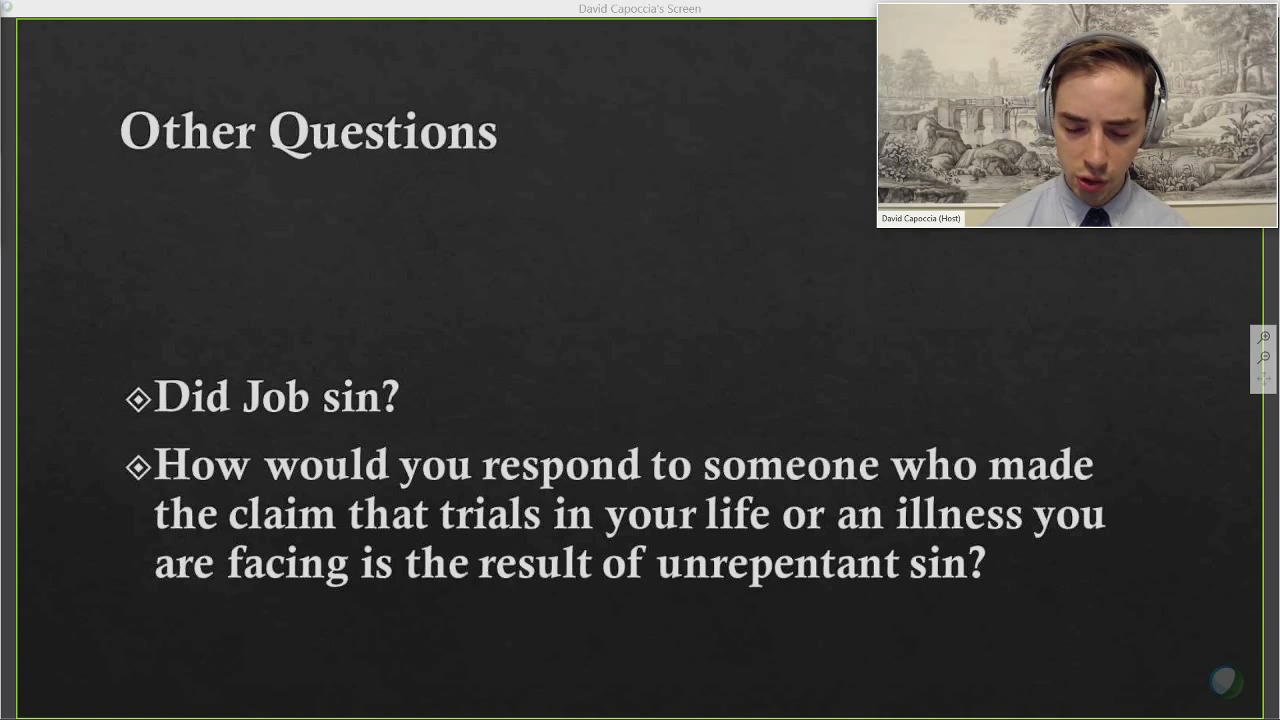 David Capoccia's Screen
David Capoccia (Host)
Other Questions
Did Job sin?
How would you respond to someone who made
the claim that trials in your life or an illness you
are facing is the result of unrepentant sin?